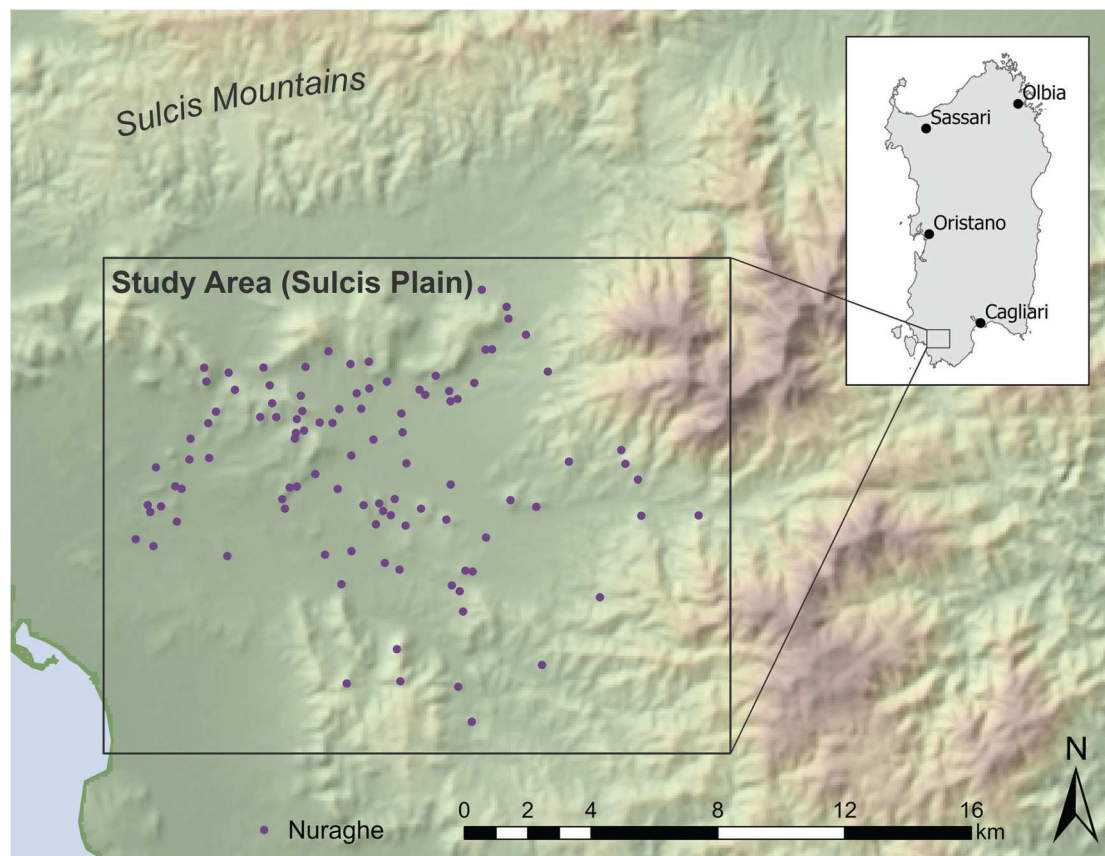 Sulcis Mountains
Olbia
Sassari
Oristano
Cagliari
Study Area (Sulcis Plain)
N
Nuraghe
0 2 4 8 12 16
km